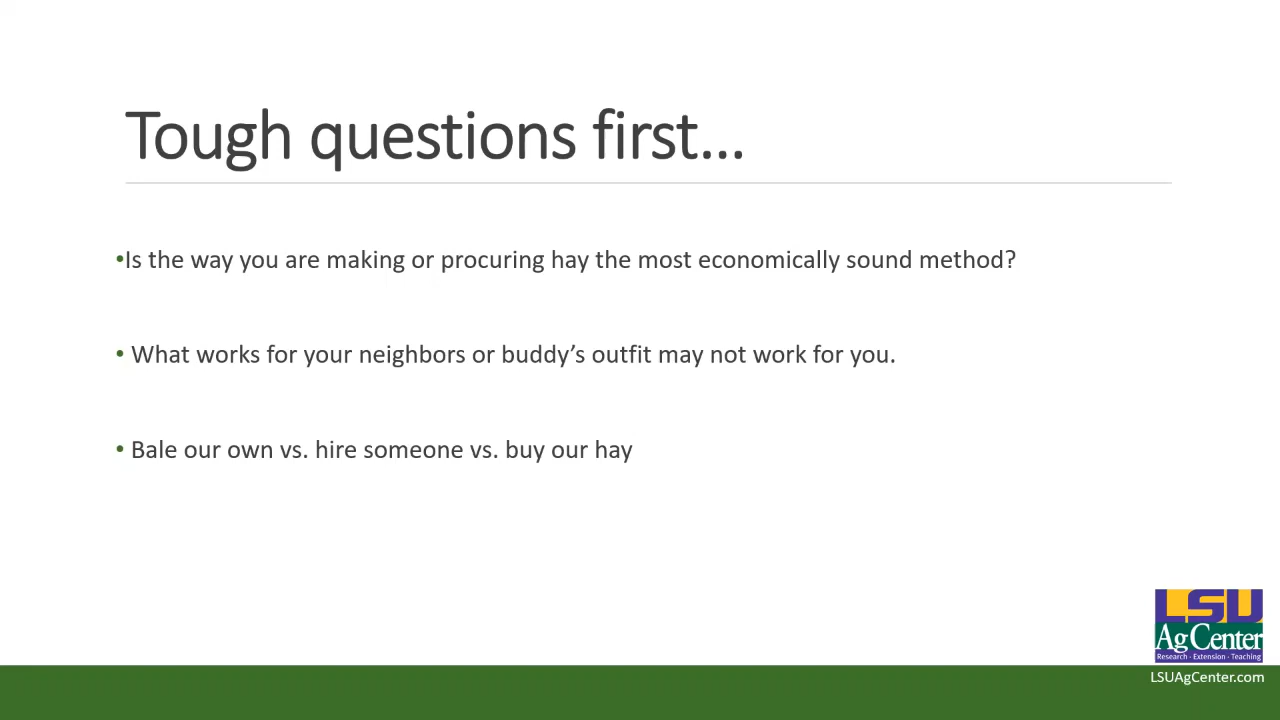 Tough questions first...
•Is the way you are making or procuring hay the most economically sound method?
• What works for your neighbors or buddy’s outfit may not work for you.
• Bale our own vs. hire someone vs. buy our hay
LSU
AgCenter
Research · Extension · Teaching
LSUAgCenter.com